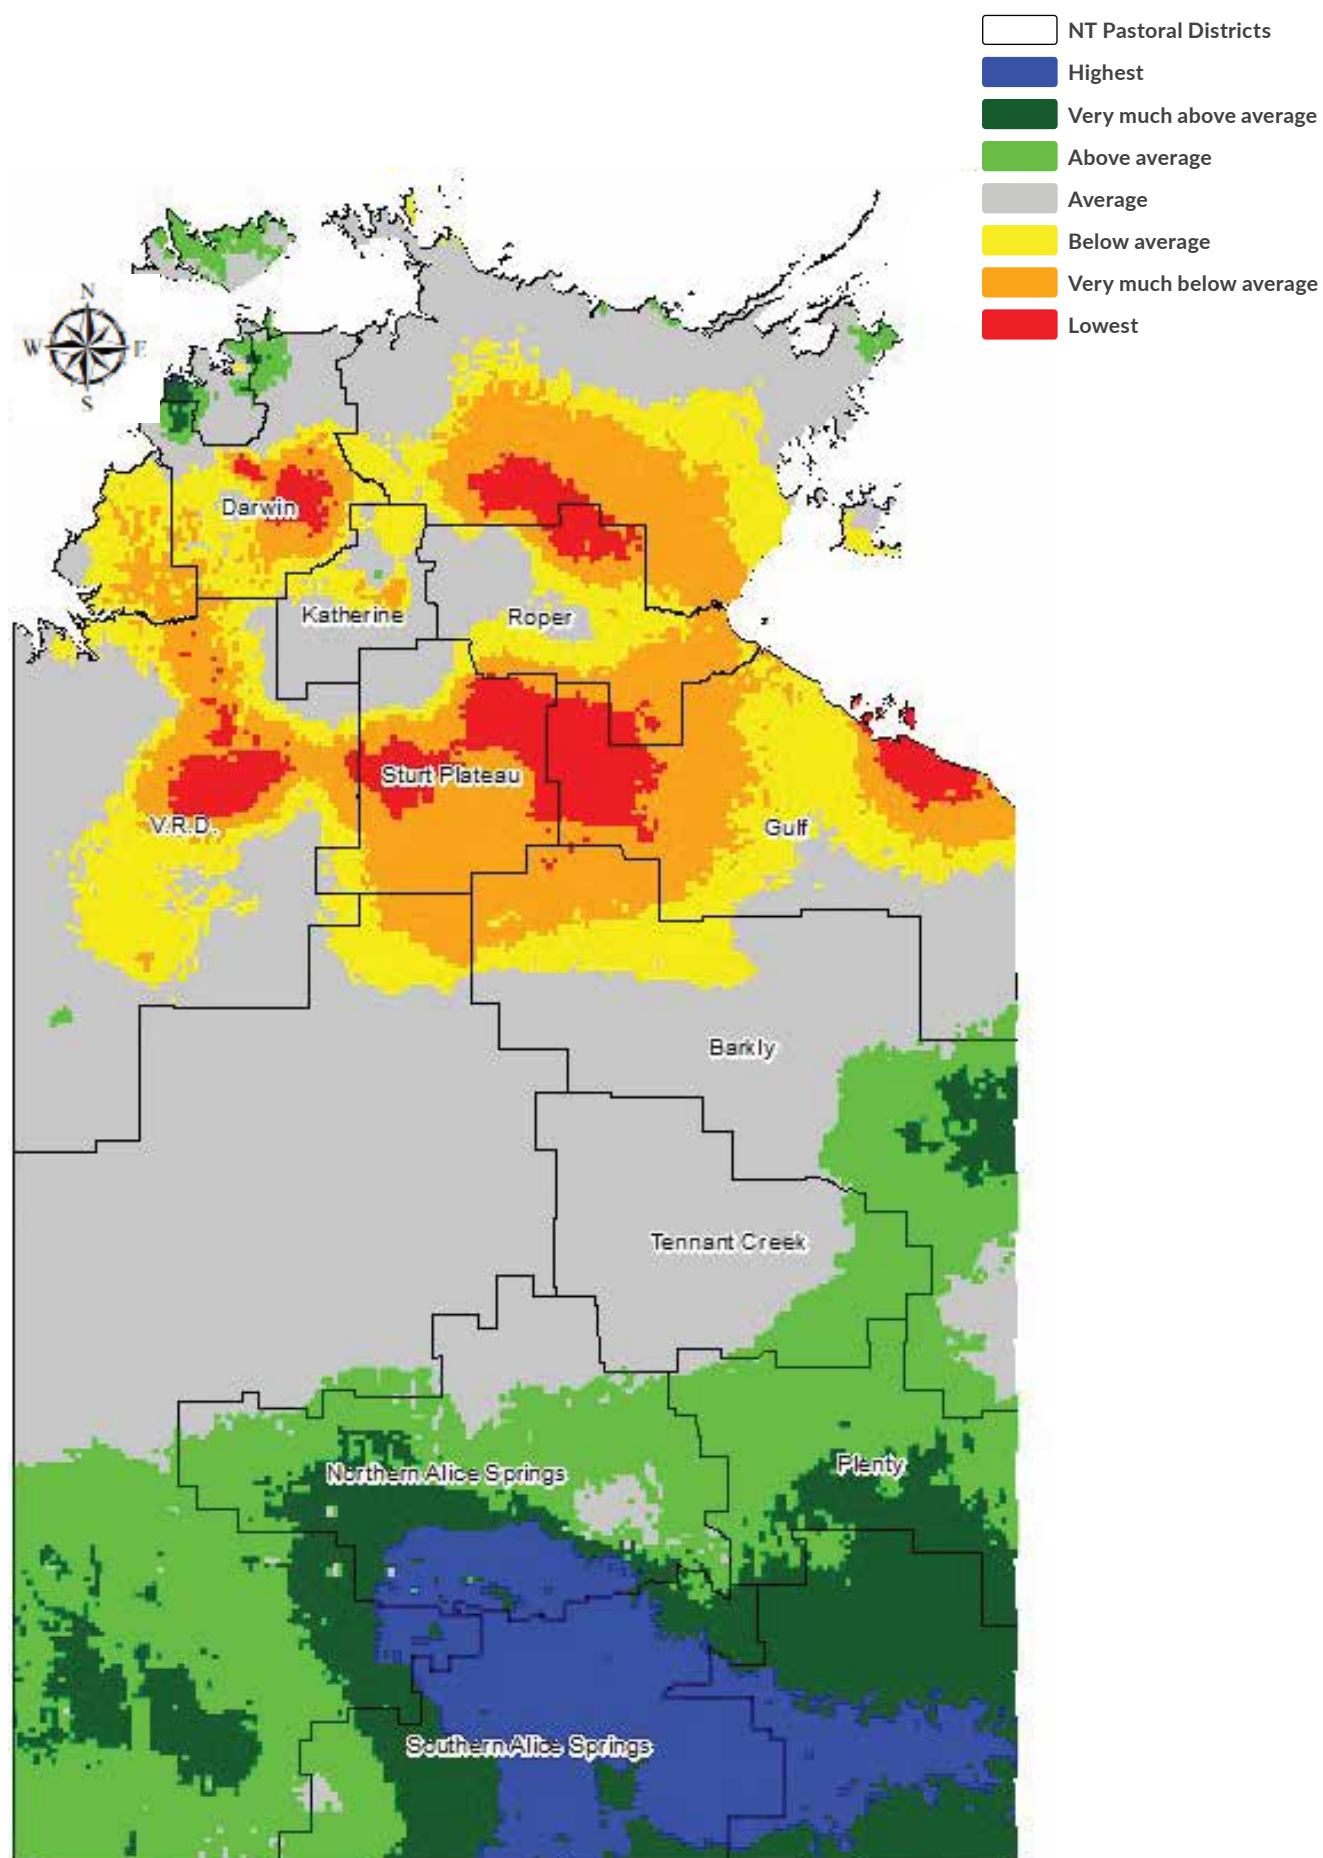 NT Pastoral Districts
Highest
Very much above average
Above average
Average
Below average
Very much below average
Lowest
N
W E
S
Darwin
Katherine
Roper
Sturt Plateau
V.R.D.
Gulf
Barkly
Tennant Creek
Northern Alice Springs
Plenty
Southern Alice Springs